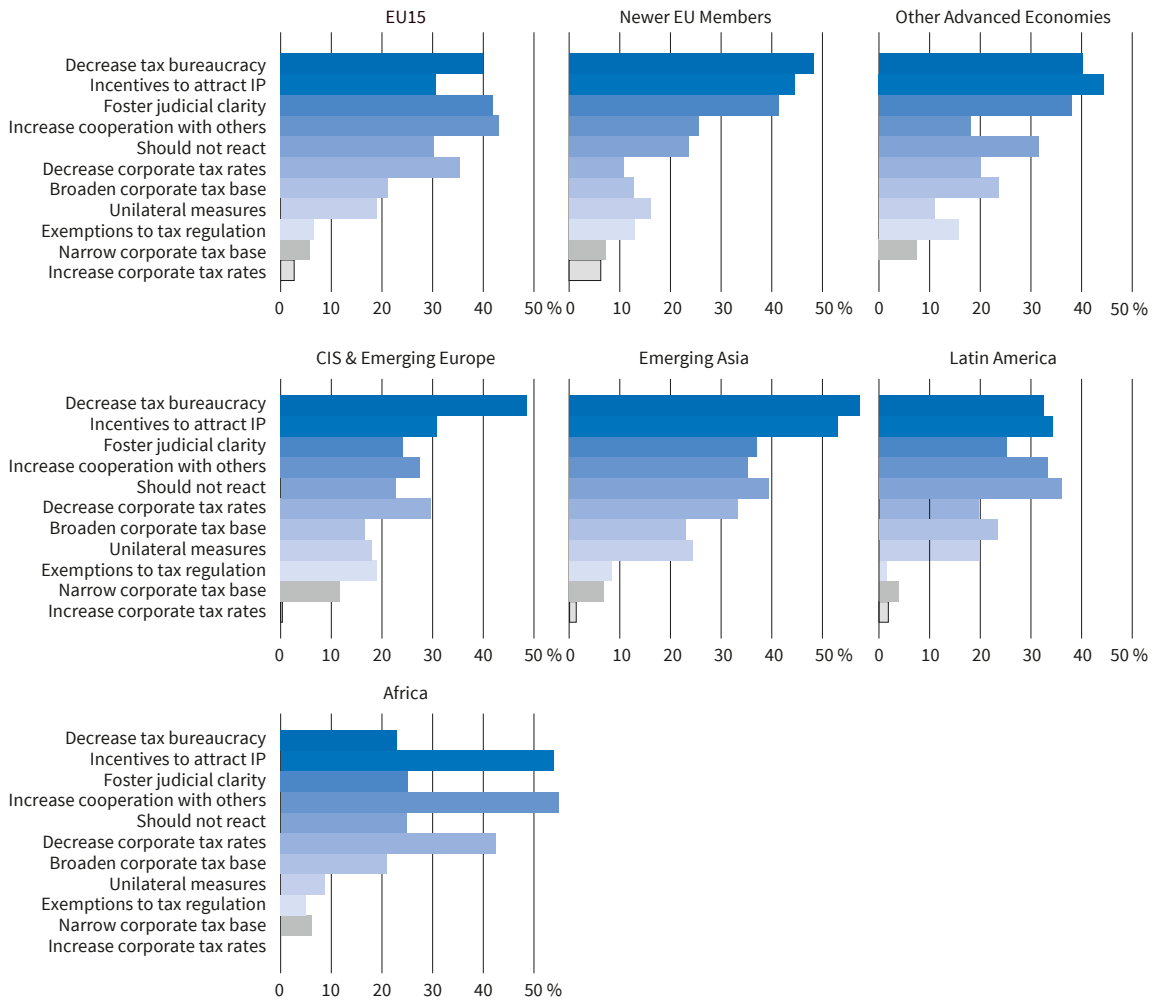 EU15 Newer EU Members Other Advanced Economies
Decrease tax bureaucracy
Incentives to attract IP
Foster judicial clarity
Increase cooperation with others
Should not react
Decrease corporate tax rates
Broaden corporate tax base
Unilateral measures
Exemptions to tax regulation
Narrow corporate tax base
Increase corporate tax rates
0 10 20 30 40 50 % 0 10 20 30 40 50 % 0 10 20 30 40 50 %
CIS & Emerging Europe Emerging Asia Latin America
Decrease tax bureaucracy
Incentives to attract IP
Foster judicial clarity
Increase cooperation with others
Should not react
Decrease corporate tax rates
Broaden corporate tax base
Unilateral measures
Exemptions to tax regulation
Narrow corporate tax base
Increase corporate tax rates
0 10 20 30 40 50 % 0 10 20 30 40 50 % 0 10 20 30 40 50 %
Africa
Decrease tax bureaucracy
Incentives to attract IP
Foster judicial clarity
Increase cooperation with others
Should not react
Decrease corporate tax rates
Broaden corporate tax base
Unilateral measures
Exemptions to tax regulation
Narrow corporate tax base
Increase corporate tax rates
0 10 20 30 40 50 %